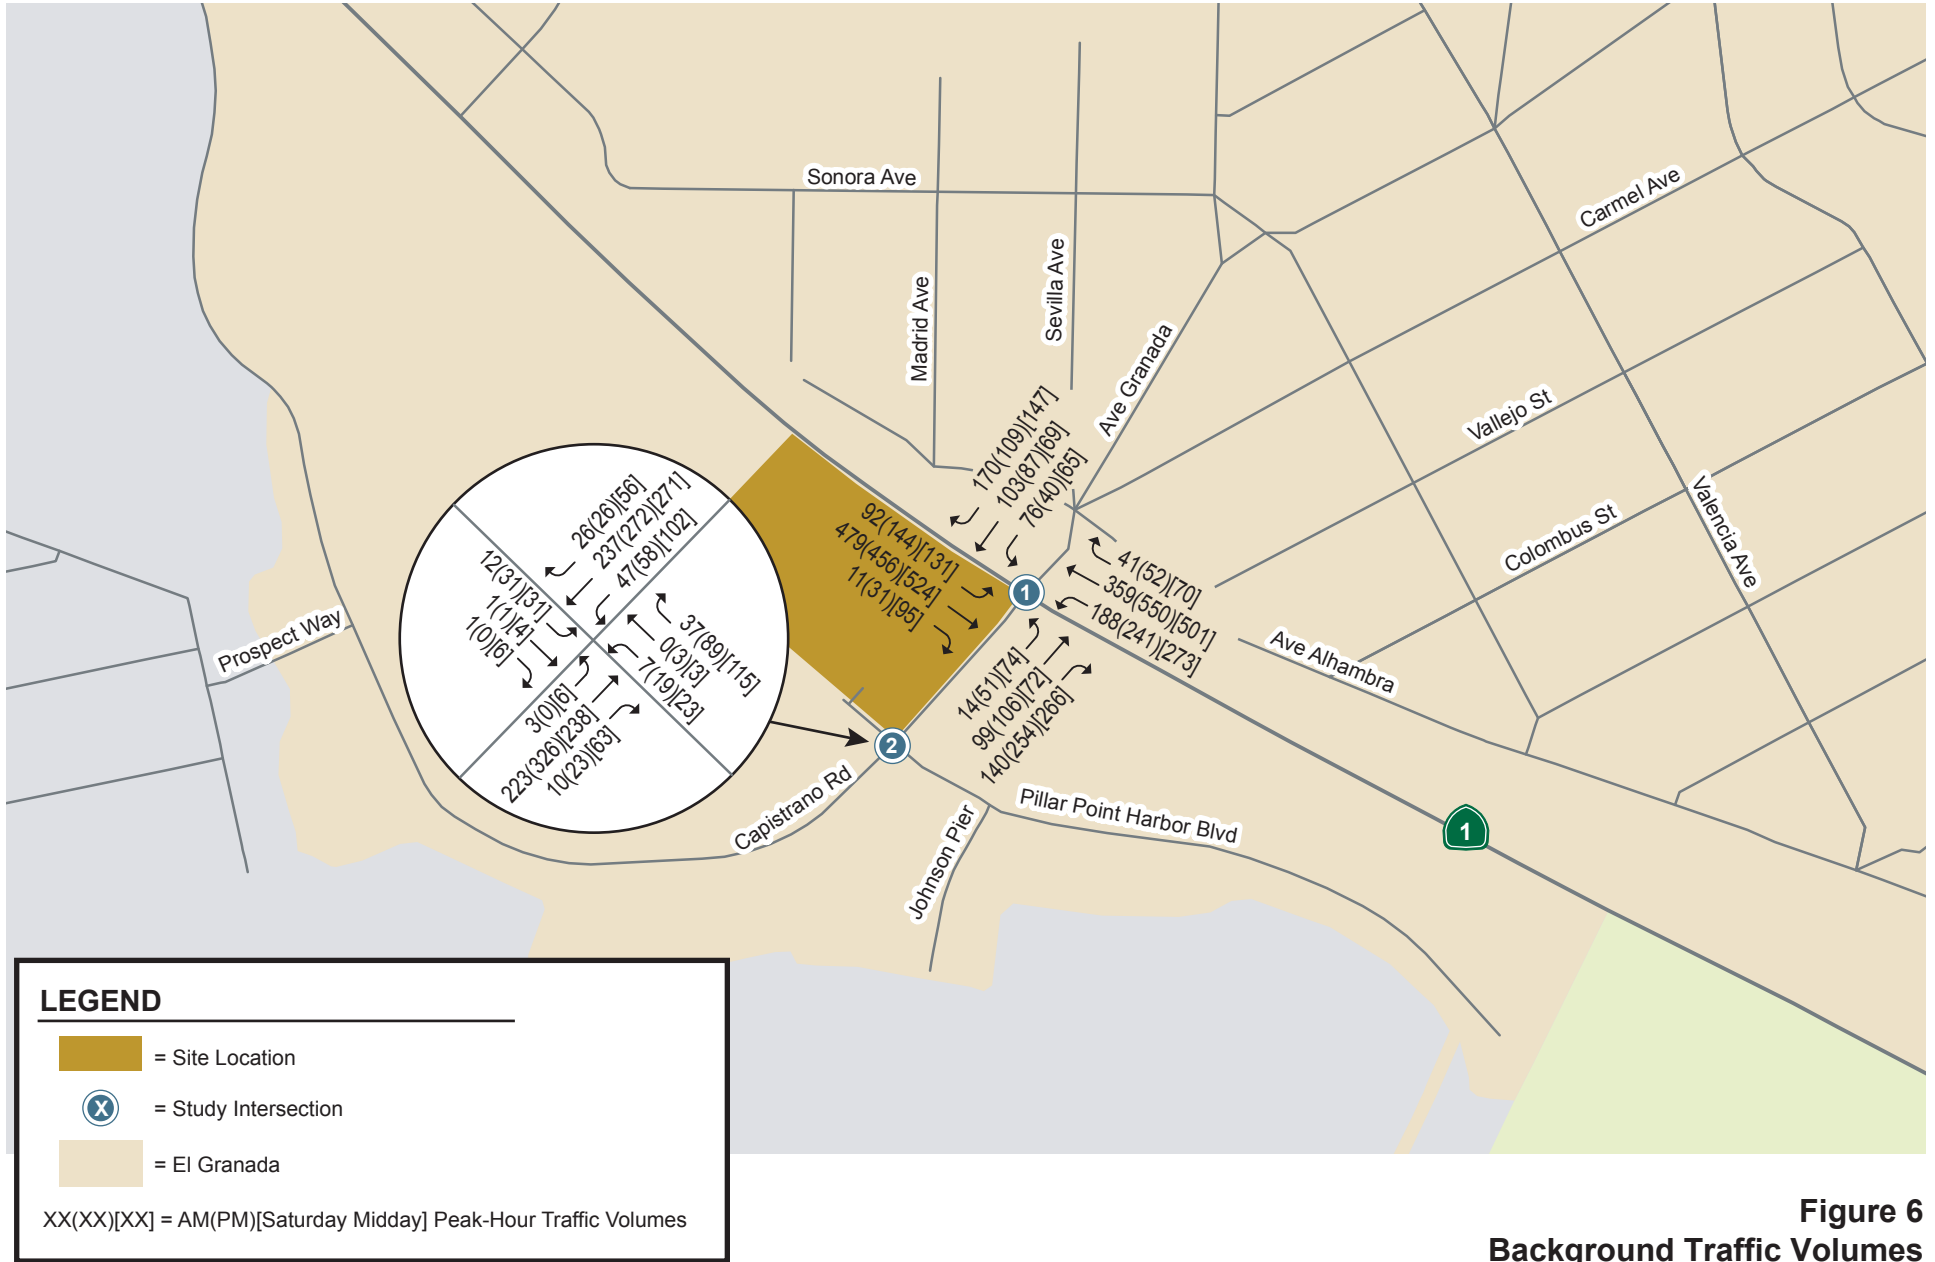 Sonora Ave
Madrid Ave
Sevilla Ave
Ave Granada
Carmel Ave
Vallejo St
Colombus St
Valencia Ave
Ave Alhambra
Prospect Way
Capistrano Rd
Johnson Pier
Pillar Point Harbor Blvd
170(109)[147]
103(87)[69]
76(40)[65]
92(144)[131]
479(456)[524]
11(31)[95]
41(52)[70]
359(550)[501]
188(241)[273]
14(51)[74]
99(106)[72]
140(254)[266]
26(26)[56]
237(272)[271]
47(58)[102]
12(31)[31]
1(1)[4]
1(0)[6]
37(89)[115]
0(3)[3]
7(19)[23]
3(0)[6]
223(326)[238]
10(23)[63]
1
2
1
LEGEND
= Site Location
X
= Study Intersection
= El Granada
XX(XX)[XX] = AM(PM)[Saturday Midday] Peak-Hour Traffic Volumes
Figure 6
Background Traffic Volumes